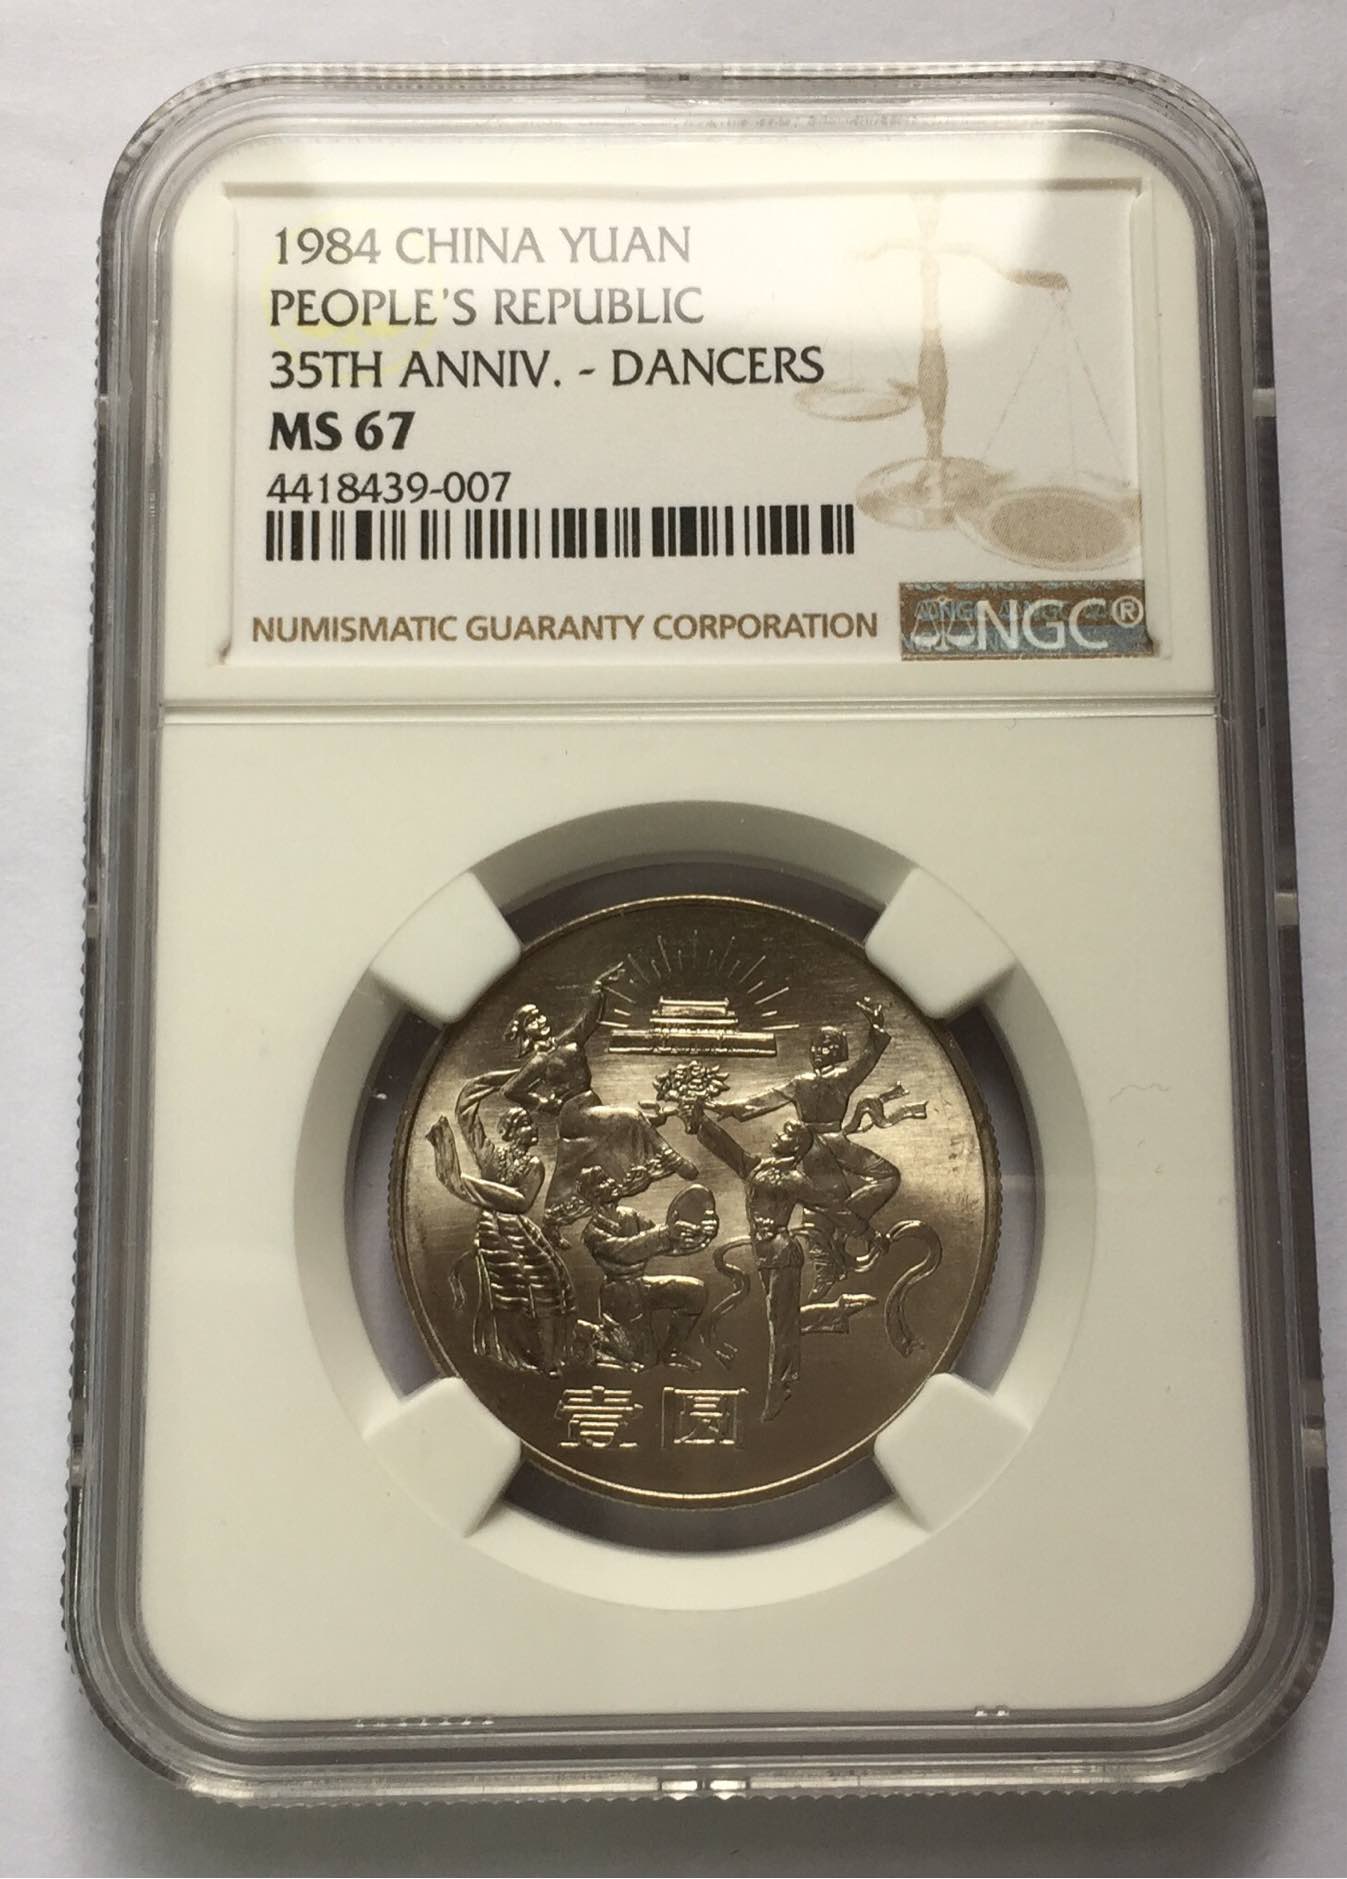 1984 CHINA YUAN
PEOPLE'S REPUBLIC
35TH ANNIV. - DANCERS
MS 67
4418439-007
NUMISMATIC GUARANTY CORPORATION
NGC®
壹圆